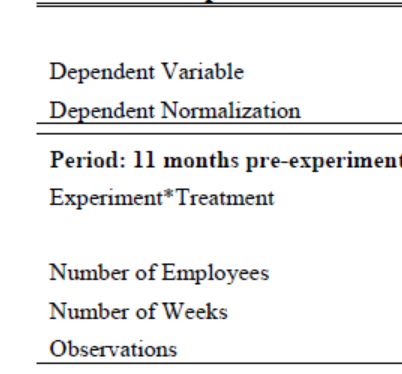 Dependent Variable
Dependent Normalization
Period: 11 months pre-experiment
Experiment*Treatment
Number of Employees
Number of Weeks
Observations